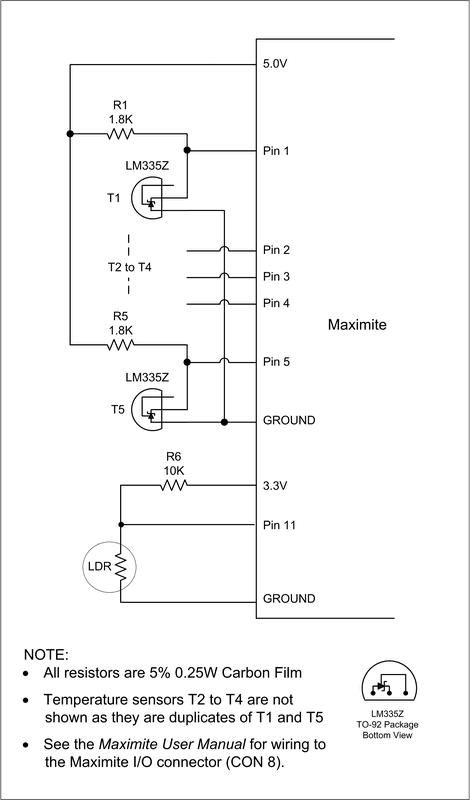 5.0V
R1
1.8K
Pin 1
LM335Z
T1
Pin 2
T2 to T4
Pin 3
Pin 4
R5
1.8K
Maximite
Pin 5
LM335Z
T5
GROUND
R6
10K
3.3V
Pin 11
LDR
GROUND
NOTE:
• All resistors are 5% 0.25W Carbon Film
• Temperature sensors T2 to T4 are not
shown as they are duplicates of T1 and T5
• See the Maximite User Manual for wiring to
the Maximite I/O connector (CON 8).
LM335Z
TO-92 Package
Bottom View